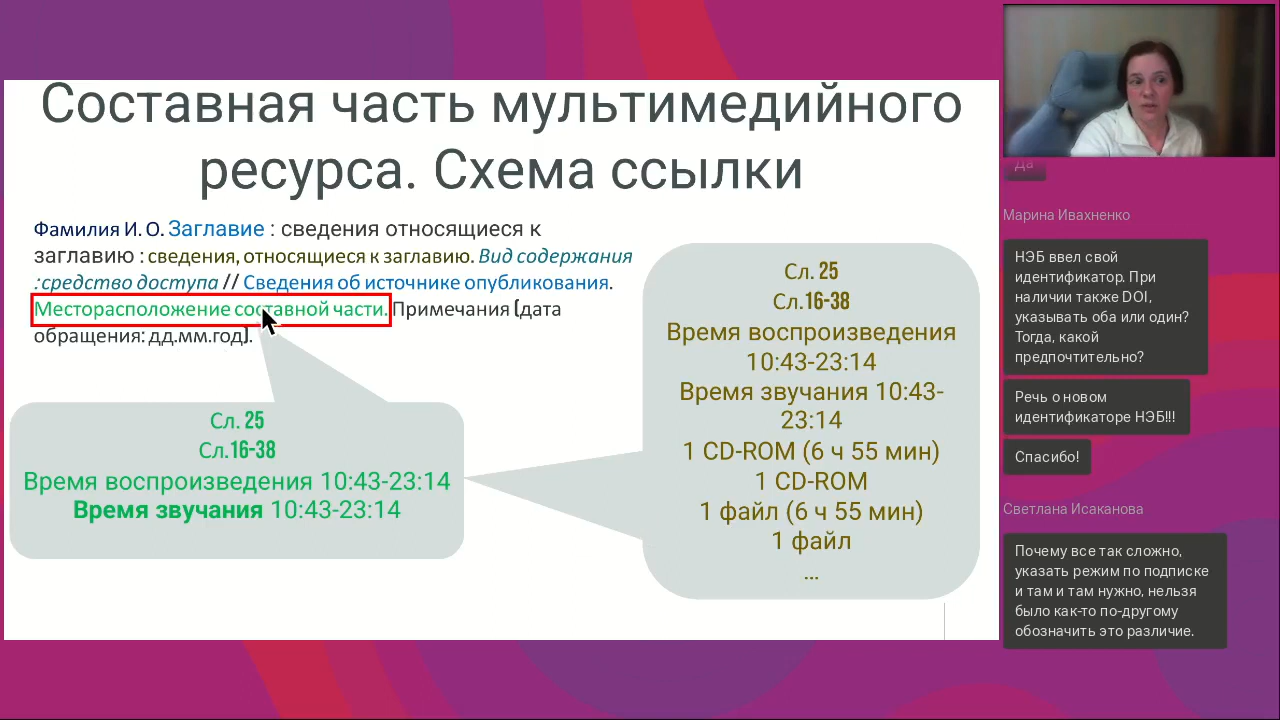 Составная часть мультимедийного
ресурса. Схема ссылки
Фамилия И. О. Заглавие : сведения относящиеся к
заглавию : сведения, относящиеся к заглавию. Вид содержания
:средство доступа // Сведения об источнике опубликования.
Месторасположение составной части. Примечания (дата
обращения: дд.мм.год).
Сл. 25
Сл.16-38
Время воспроизведения 10:43-23:14
Время звучания 10:43-23:14
Сл. 25
Сл.16-38
Время воспроизведения
10:43-23:14
Время звучания 10:43-
23:14
1 CD-ROM (6 ч 55 мин)
1 CD-ROM
1 файл (6 ч 55 мин)
1 файл
...
Да
Марина Ивахненко
НЭБ ввел свой
идентификатор. При
наличии также DOI,
указывать оба или один?
Тогда, какой
предпочтительно?
Речь о новом
идентификаторе НЭБ!!!
Спасибо!
Светлана Исаканова
Почему все так сложно,
указать режим по подписке
и там и там нужно, нельзя
было как-то по-другому
обозначить это различие.